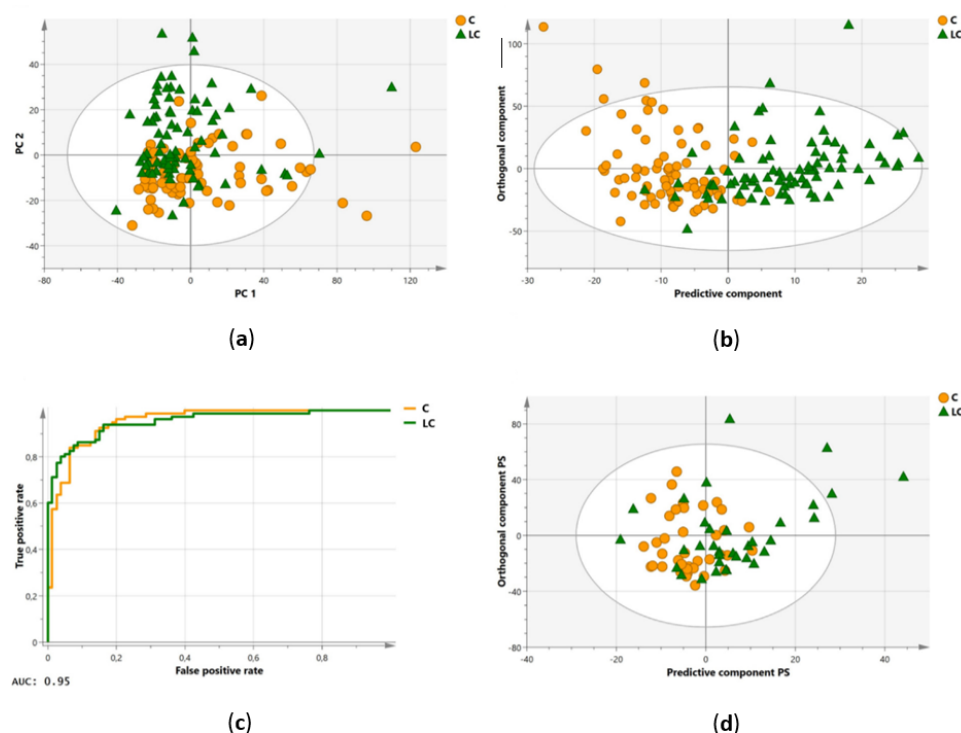 C
LC
PC 2
60
40
20
0
-20
-40
-80
-40
0
40
80
120
PC 1
(a)
C
LC
Orthogonal component
100
50
0
-50
-30
-20
-10
0
10
20
30
Predictive component
(b)
C
LC
True positive rate
0,8
0,6
0,4
0,2
0
0
0,2
0,4
0,6
0,8
False positive rate
AUC: 0.95
(c)
C
LC
Orthogonal component PS
80
40
0
-40
-80
-40
-20
0
20
40
Predictive component PS
(d)